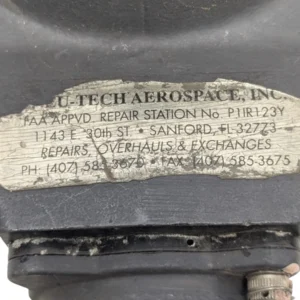 U-TECH AEROSPACE, INC.
FAA APPVD. REPAIR STATION No. P1IR123Y
1143 E. 30th ST • SANFORD, FL 32773
REPAIRS, OVERHAULS & EXCHANGES
PH: (407) 585-3676 • FAX: (407) 585-3675